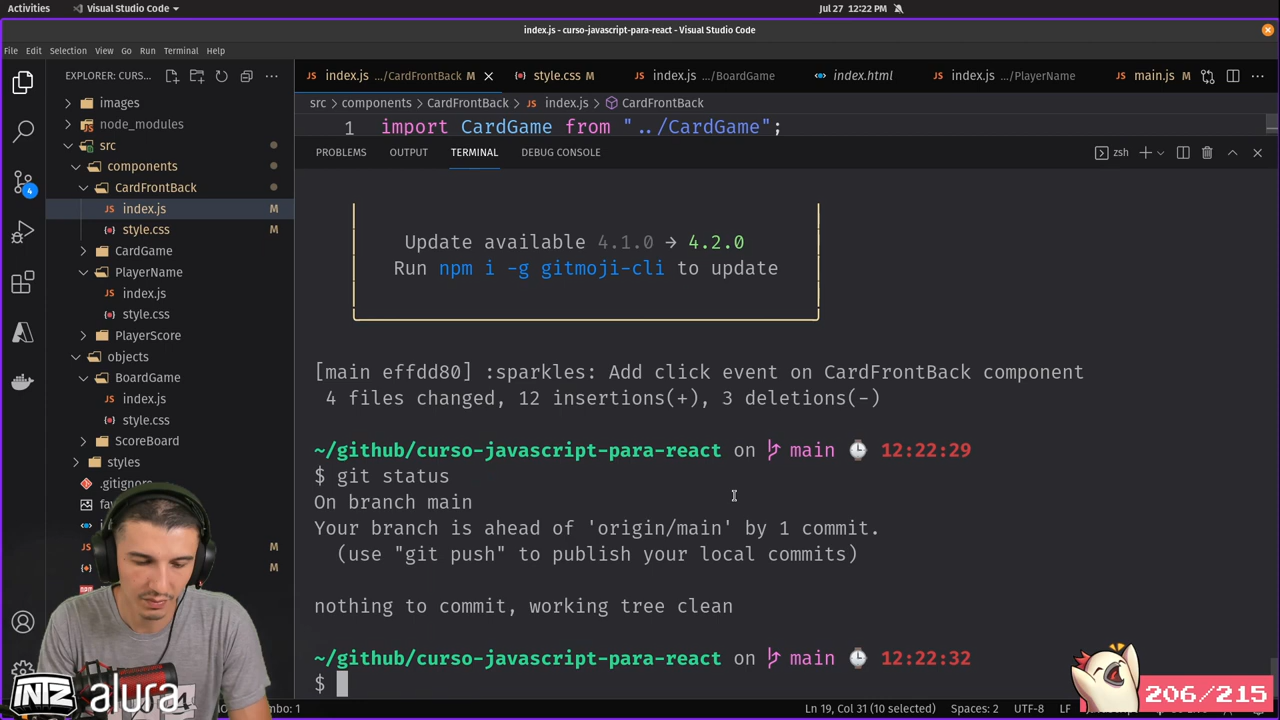 Activities
Visual Studio Code
Jul 27 12:22 PM
index.js - curso-javascript-para-react - Visual Studio Code
File Edit Selection View Go Run Terminal Help
EXPLORER: CURS...
index.js .../CardFrontBack M
style.css M
index.js .../BoardGame
index.html
index.js .../PlayerName
main.js M
src > components > CardFrontBack > index.js > CardFrontBack
1 import CardGame from "../CardGame";
PROBLEMS OUTPUT TERMINAL DEBUG CONSOLE
zsh
images
node_modules
src
components
CardFrontBack
index.js M
style.css M
CardGame
PlayerName
index.js
style.css
PlayerScore
objects
BoardGame
index.js
style.css
ScoreBoard
styles
.gitignore
M
M
4
Update available 4.1.0 → 4.2.0
Run npm i -g gitmoji-cli to update
[main effdd80] :sparkles: Add click event on CardFrontBack component
4 files changed, 12 insertions(+), 3 deletions(-)
~/github/curso-javascript-para-react on main 12:22:29
$ git status
On branch main
Your branch is ahead of 'origin/main' by 1 commit.
(use "git push" to publish your local commits)
nothing to commit, working tree clean
~/github/curso-javascript-para-react on main 12:22:32
$
alura
206/215
Ln 19, Col 31 (10 selected) Spaces: 2 UTF-8 LF